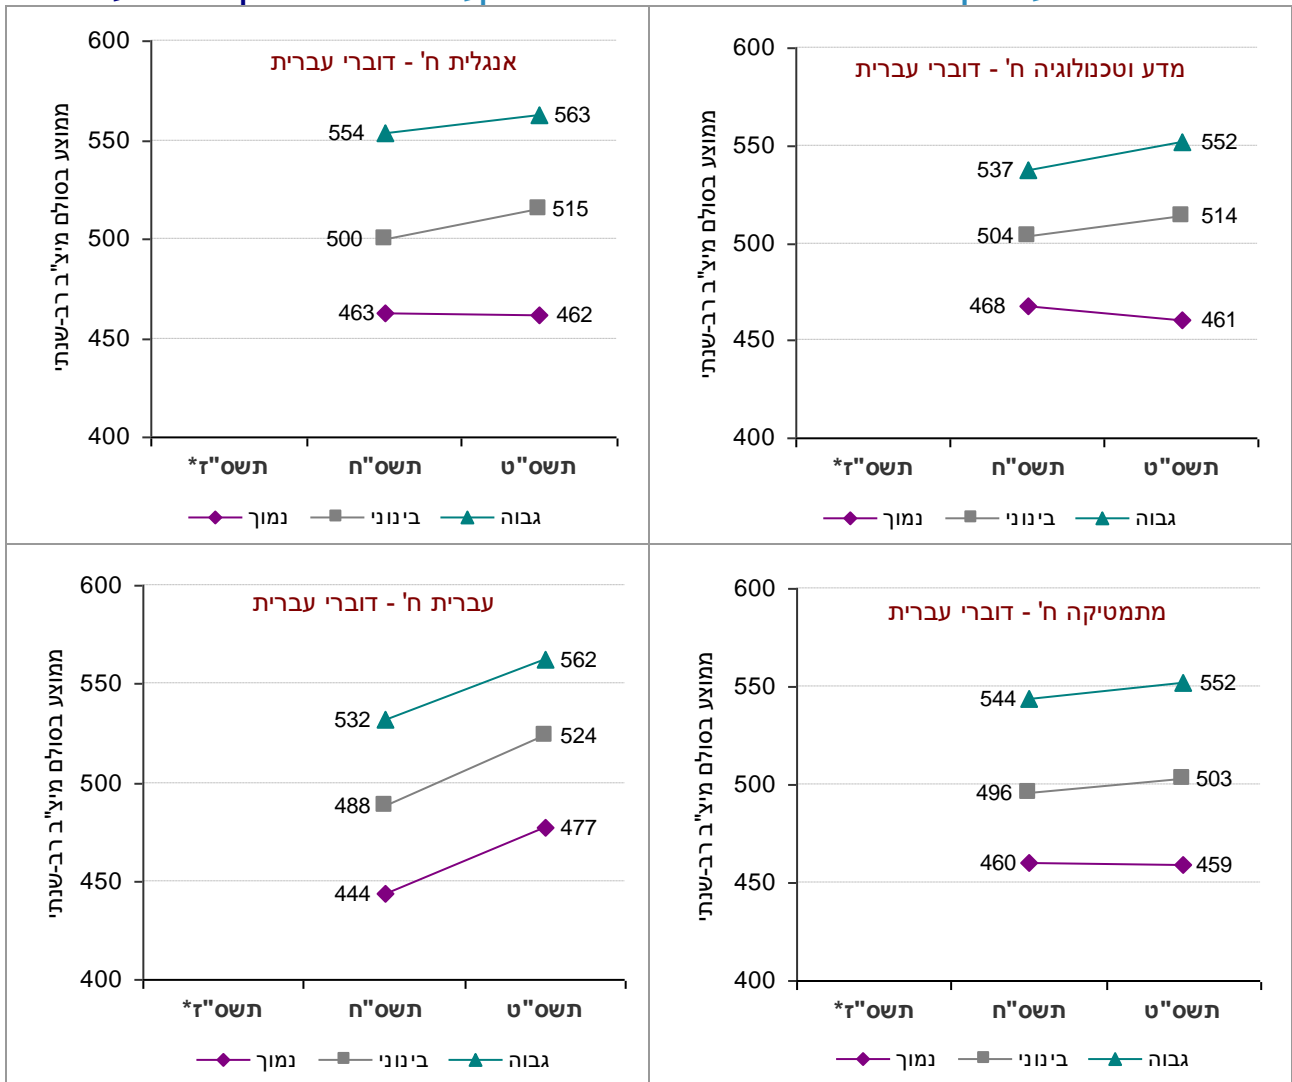 אנגלית ח' - דוברי עברית
ממוצע בסולם מיצ"ב רב-שנתי
600
550
500
450
400
554
563
500
515
463
462
תשס"ז*
תשס"ח
תשס"ט
נמוך
בינוני
גבוה
מדע וטכנולוגיה ח' - דוברי עברית
ממוצע בסולם מיצ"ב רב-שנתי
600
550
500
450
400
537
552
504
514
468
461
תשס"ז*
תשס"ח
תשס"ט
נמוך
בינוני
גבוה
עברית ח' - דוברי עברית
ממוצע בסולם מיצ"ב רב-שנתי
600
550
500
450
400
532
562
488
524
444
477
תשס"ז*
תשס"ח
תשס"ט
נמוך
בינוני
גבוה
מתמטיקה ח' - דוברי עברית
ממוצע בסולם מיצ"ב רב-שנתי
600
550
500
450
400
544
552
496
503
460
459
תשס"ז*
תשס"ח
תשס"ט
נמוך
בינוני
גבוה